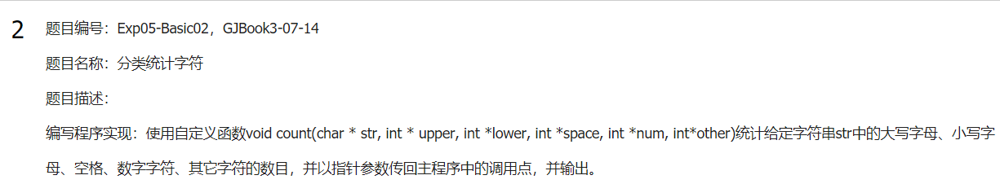 2 题目编号：Exp05-Basic02，GJBook3-07-14
题目名称：分类统计字符
题目描述：
编写程序实现：使用自定义函数void count(char * str, int * upper, int *lower, int *space, int *num, int*other)统计给定字符串str中的大写字母、小写字
母、空格、数字字符、其它字符的数目，并以指针参数传回主程序中的调用点，并输出。